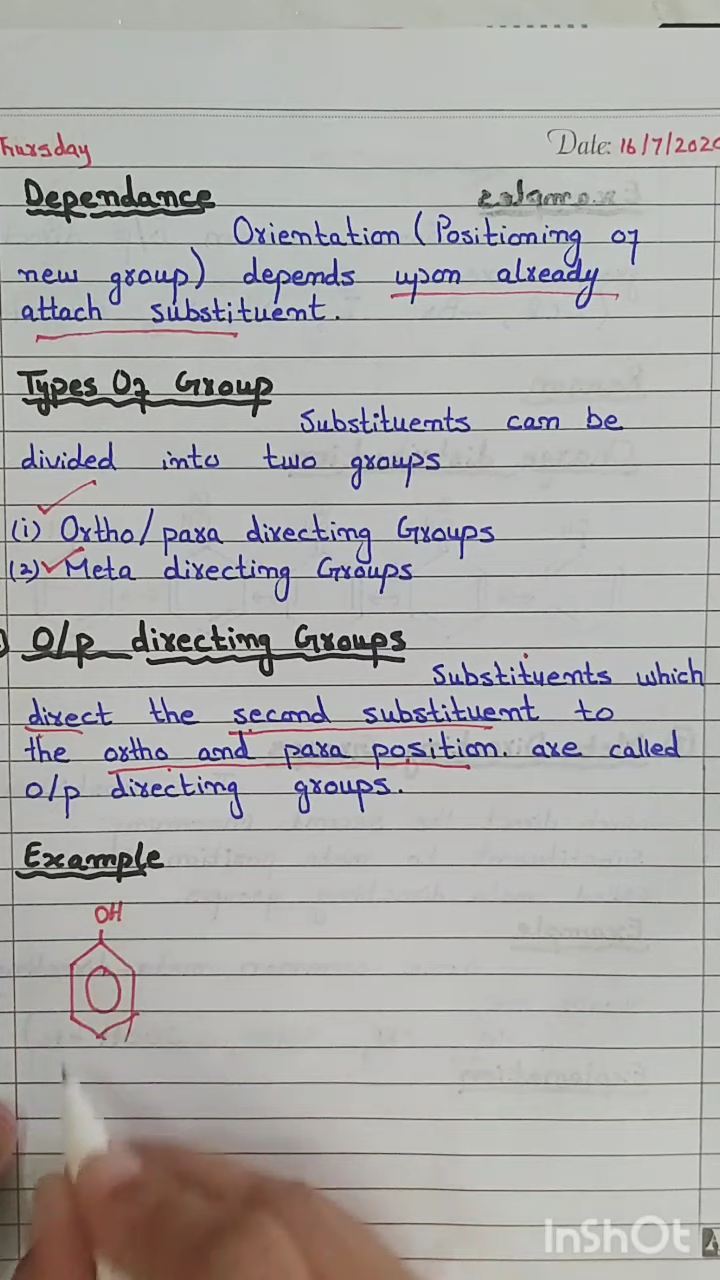 Thursday
Date: 16/7/2020
Dependance
Orientation (Positioning of
new group) depends upon already
attach substituent.
Types Of Group
Substituents can be
divided into two groups
(i) Ortho/para directing Groups
(2) Meta directing Groups
) O/p directing Groups
Substituents which
direct the second substituent to
the ortho and para position. are called
o/p directing groups.
Example
OH
InShOt